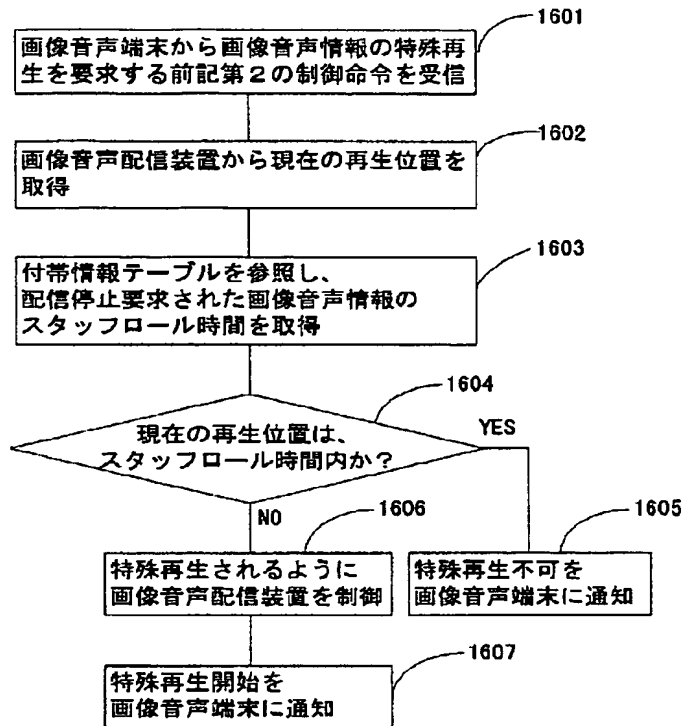 1601
画像音声端末から画像音声情報の特殊再
生を要求する前記第2の制御命令を受信
1602
画像音声配信装置から現在の再生位置を
取得
1603
付帯情報テーブルを参照し、
配信停止要求された画像音声情報の
スタッフロール時間を取得
1604
現在の再生位置は、
スタッフロール時間内か?
YES
NO
1606
1605
特殊再生されるように
画像音声配信装置を制御
特殊再生不可を
画像音声端末に通知
1607
特殊再生開始を
画像音声端末に通知